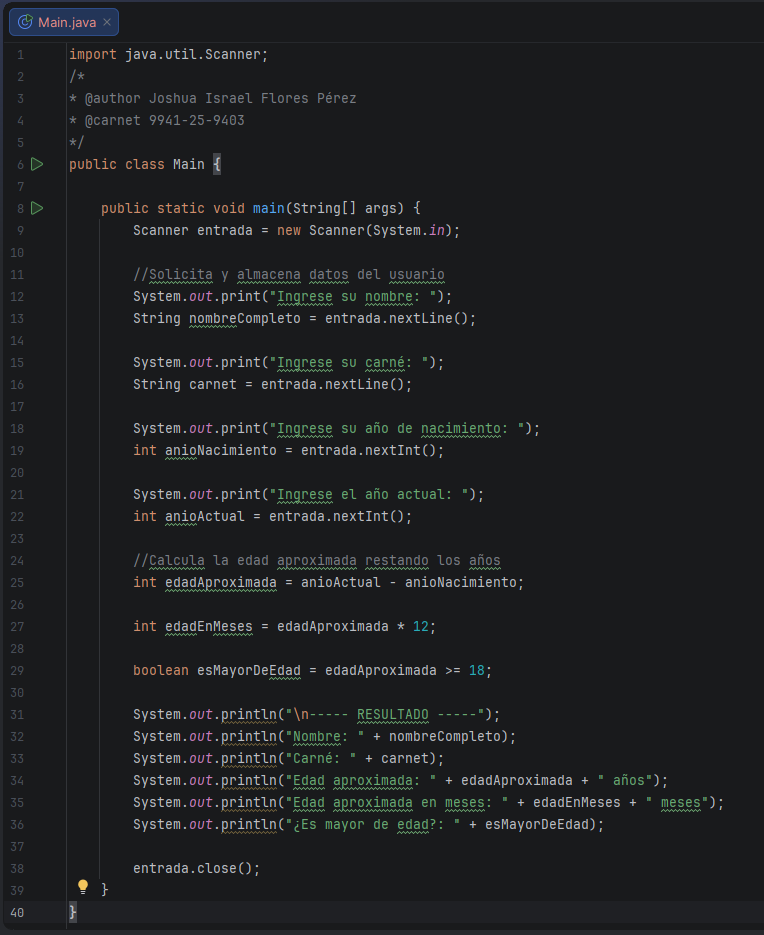 Main.java
1 import java.util.Scanner;
2 /*
3 * @author Joshua Israel Flores Pérez
4 * @carnet 9941-25-9403
5 */
6 public class Main {
7
8 public static void main(String[] args) {
9 Scanner entrada = new Scanner(System.in);
10
11 //Solicita y almacena datos del usuario
12 System.out.print("Ingrese su nombre: ");
13 String nombreCompleto = entrada.nextLine();
14
15 System.out.print("Ingrese su carné: ");
16 String carnet = entrada.nextLine();
17
18 System.out.print("Ingrese su año de nacimiento: ");
19 int anioNacimiento = entrada.nextInt();
20
21 System.out.print("Ingrese el año actual: ");
22 int anioActual = entrada.nextInt();
23
24 //Calcula la edad aproximada restando los años
25 int edadAproximada = anioActual - anioNacimiento;
26
27 int edadEnMeses = edadAproximada * 12;
28
29 boolean esMayorDeEdad = edadAproximada >= 18;
30
31 System.out.println("\n----- RESULTADO -----");
32 System.out.println("Nombre: " + nombreCompleto);
33 System.out.println("Carné: " + carnet);
34 System.out.println("Edad aproximada: " + edadAproximada + " años");
35 System.out.println("Edad aproximada en meses: " + edadEnMeses + " meses");
36 System.out.println("¿Es mayor de edad?: " + esMayorDeEdad);
37
38 entrada.close();
39 }
40 }